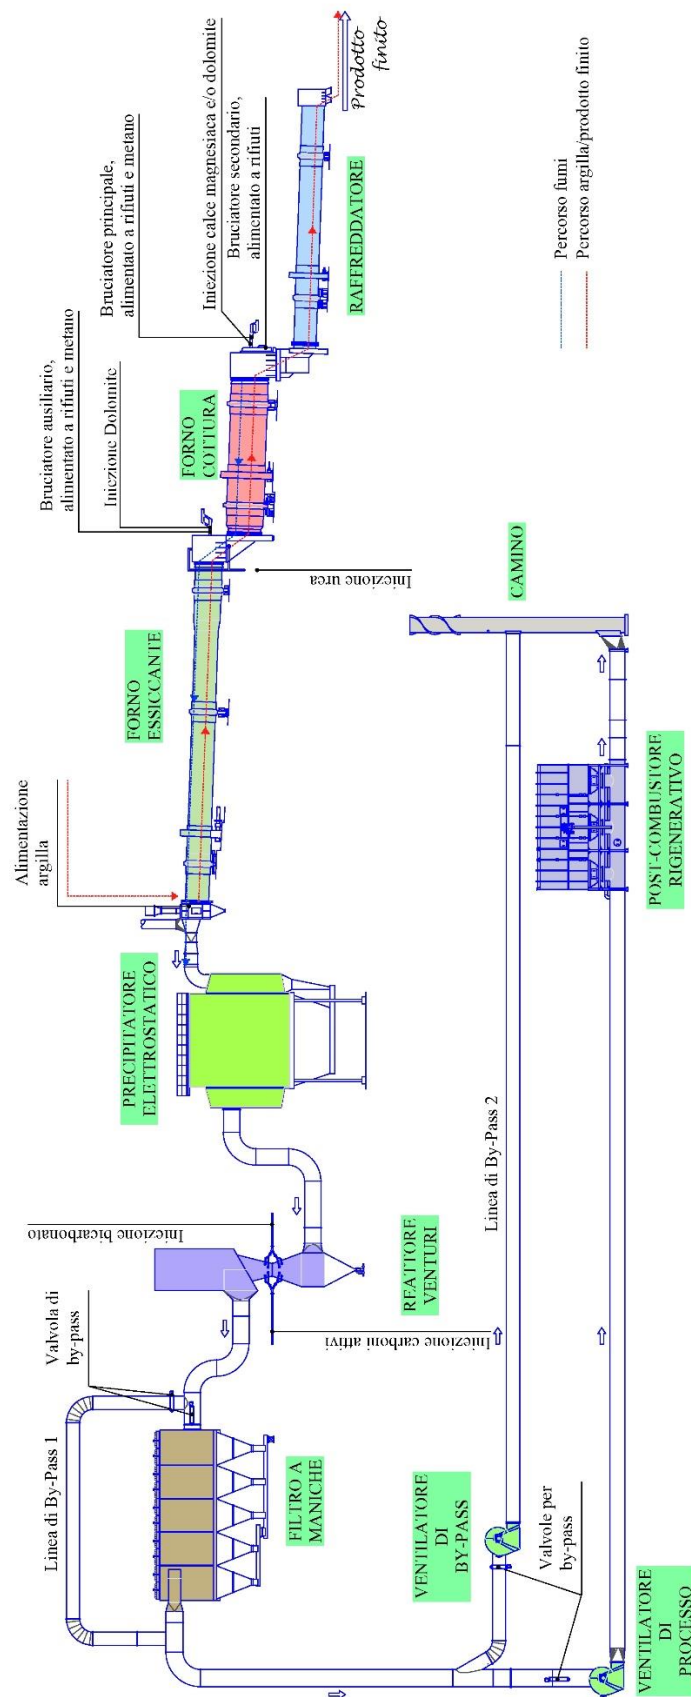 Linea di By-Pass 1
Valvola di
by-pass
FILTRO A
MANICHE
Iniezione bicarbonato
REATTORE
VENTURI
Iniezione carboni attivi
PRECIPITATORE
ELETTROSTATICO
Alimentazione
argilla
FORNO
ESSICCANTE
Bruciatore ausiliario,
alimentato a rifiuti e metano
Iniezione Dolomite
Iniezione urea
FORNO
COTTURA
Bruciatore principale,
alimentato a rifiuti e metano
Iniezione calce magnesiaca e/o dolomite
Bruciatore secondario,
alimentato a rifiuti
RAFFREDDATORE
Prodotto
finito
VENTILATORE
DI
BY-PASS
Valvole per
by-pass
VENTILATORE
DI
PROCESSO
Linea di By-Pass 2
POST-COMBUSTORE
RIGENERATIVO
CAMINO
Percorso fumi
Percorso argilla/prodotto finito